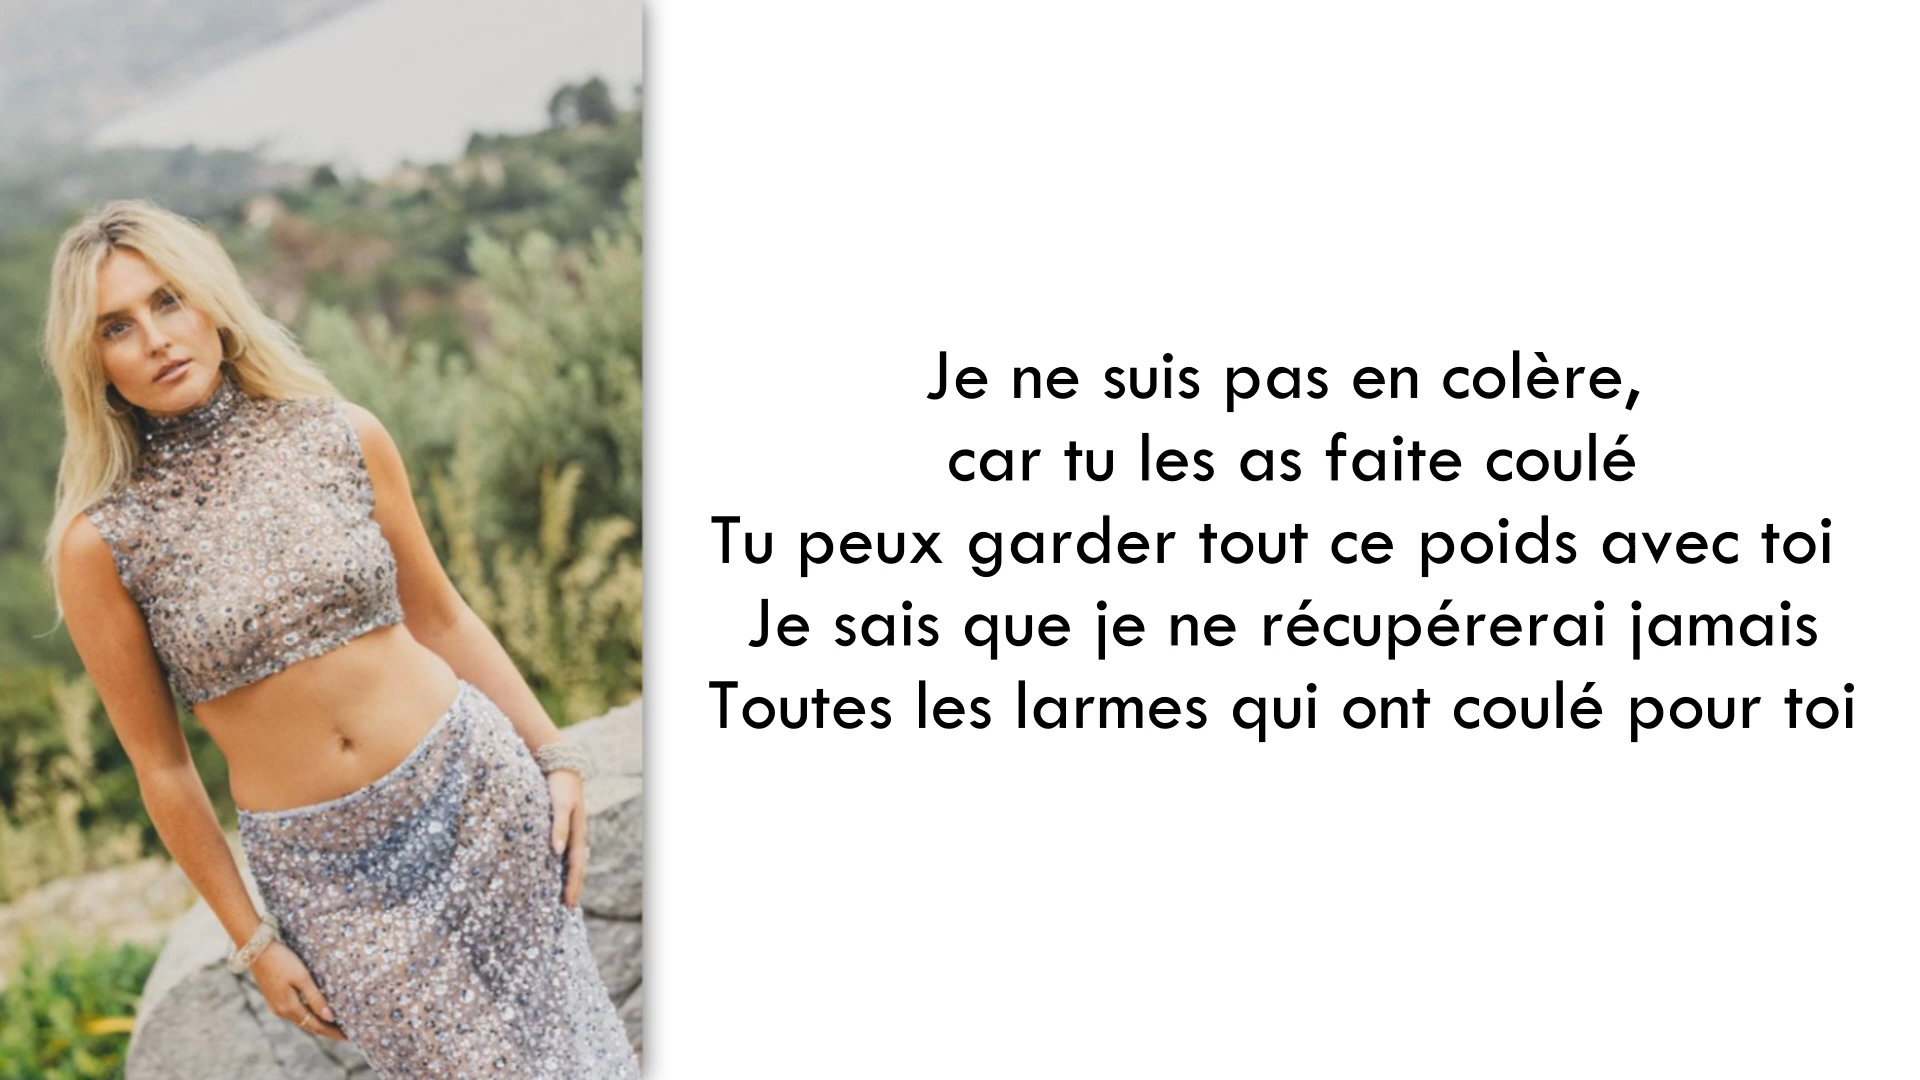 Je ne suis pas en colère,
car tu les as faite coulé
Tu peux garder tout ce poids avec toi
Je sais que je ne récupérerai jamais
Toutes les larmes qui ont coulé pour toi